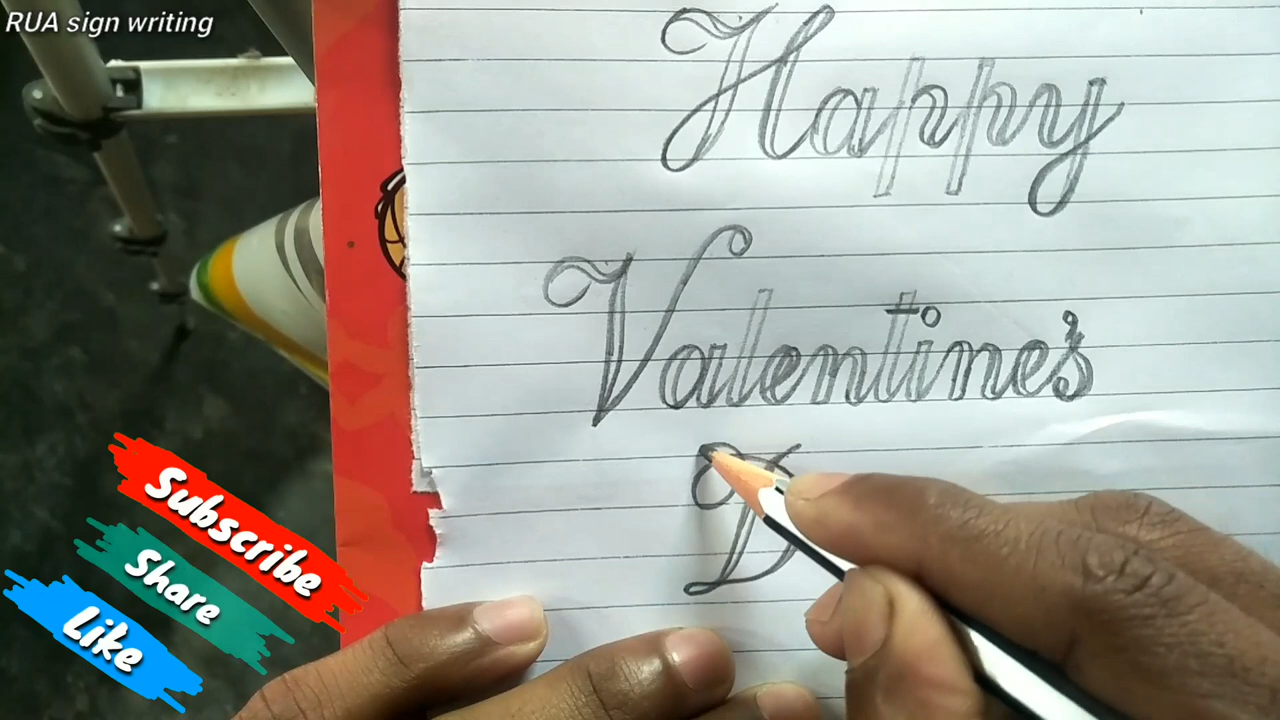 RUA sign writing
Happy
Valentine's
D
Subscribe
Share
Like